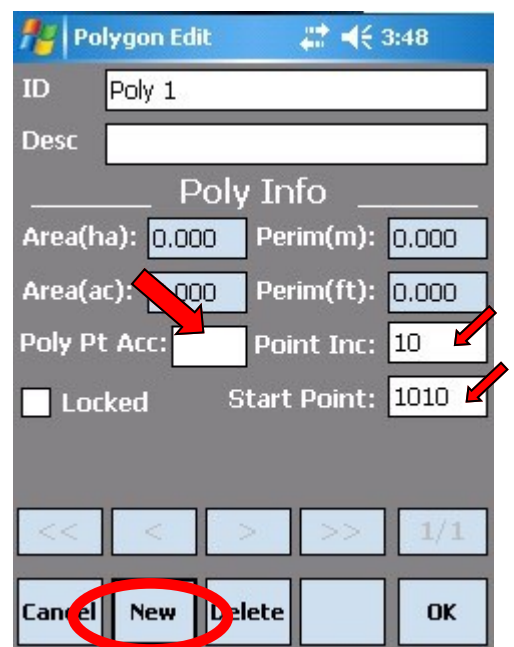 Polygon Edit 3:48
ID Poly 1
Desc
Poly Info
Area(ha): 0.000 Perim(m): 0.000
Area(ac): 0.000 Perim(ft): 0.000
Poly Pt Acc: Point Inc: 10
Locked Start Point: 1010
<< < > >> 1/1
Cancel New Delete OK